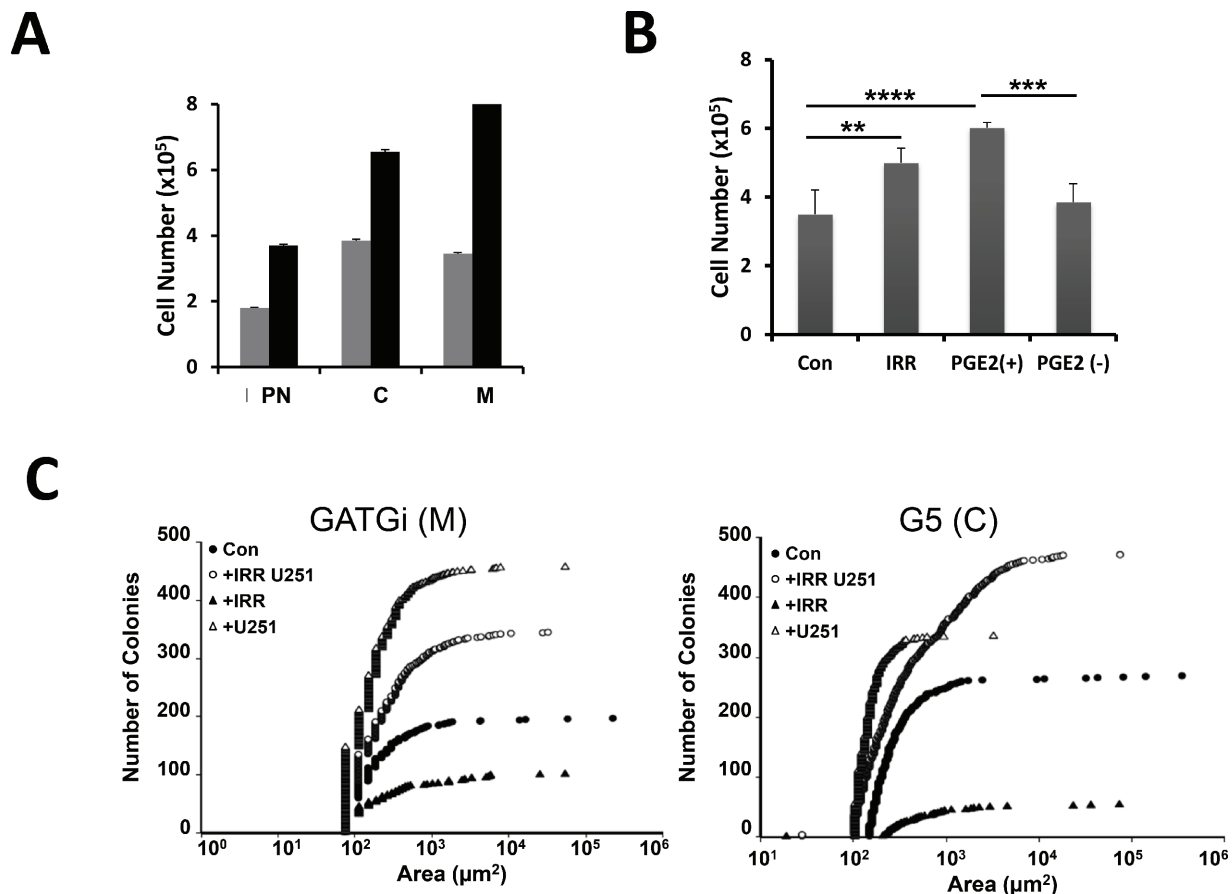 A
Cell Number (x10⁵)
8
6
4
2
0
PN C M
B
Cell Number (x10⁵)
8
6
4
2
0
**** ***
**
Con IRR PGE2(+) PGE2 (-)
C
GATGi (M)
Number of Colonies
500
400
300
200
100
0
Con
+IRR U251
+IRR
+U251
10⁰ 10¹ 10² 10³ 10⁴ 10⁵ 10⁶
Area (µm²)
G5 (C)
Number of Colonies
500
400
300
200
100
0
Con
+IRR U251
+IRR
+U251
10¹ 10² 10³ 10⁴ 10⁵ 10⁶
Area (µm²)